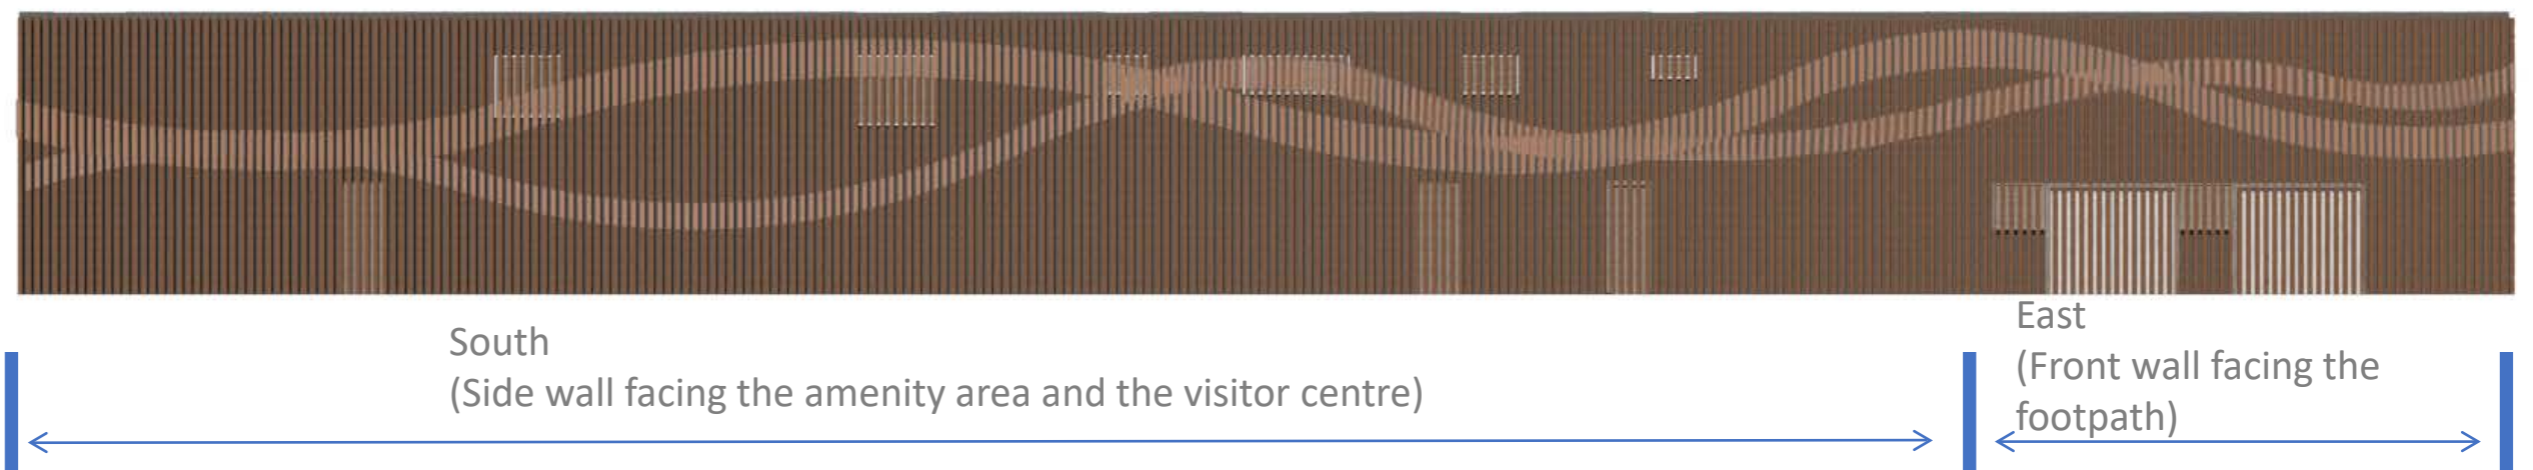 South
(Side wall facing the amenity area and the visitor centre)
East
(Front wall facing the
footpath)